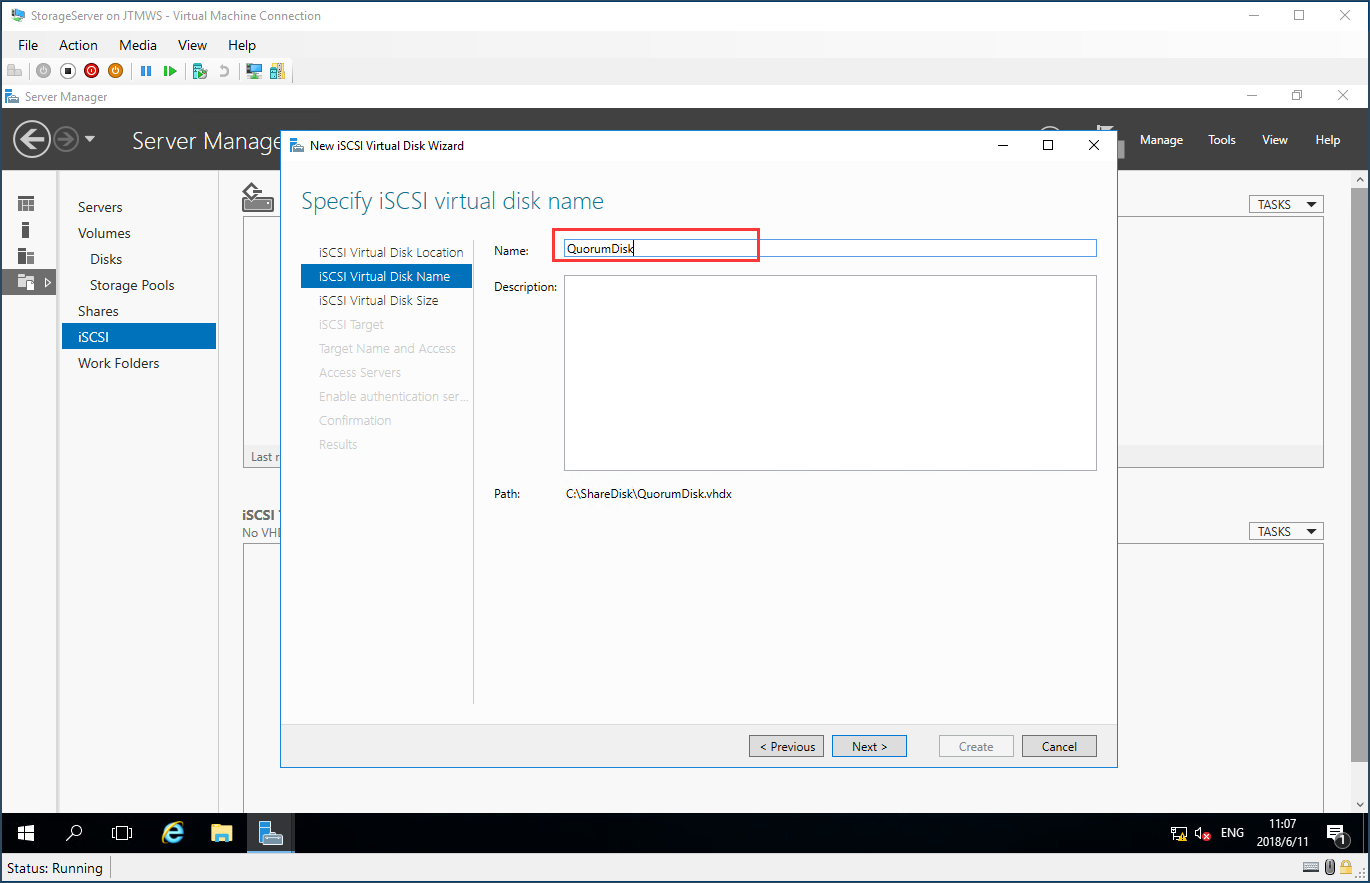 StorageServer on JTMWS - Virtual Machine Connection
File Action Media View Help
Server Manager
Server Manage
Manage Tools View Help
New iSCSI Virtual Disk Wizard
Specify iSCSI virtual disk name
Servers
Volumes
Disks
Storage Pools
Shares
iSCSI
Work Folders
TASKS
Last r
iSCSI
No VHD
TASKS
iSCSI Virtual Disk Location
iSCSI Virtual Disk Name
iSCSI Virtual Disk Size
iSCSI Target
Target Name and Access
Access Servers
Enable authentication ser...
Confirmation
Results
Name: QuorumDisk
Description:
Path: C:\ShareDisk\QuorumDisk.vhdx
< Previous Next > Create Cancel
ENG
11:07
2018/6/11
1
Status: Running